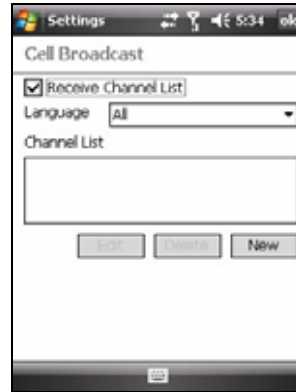 Settings 5:34 ok
Cell Broadcast
Receive Channel List
Language All
Channel List
Edit Delete New